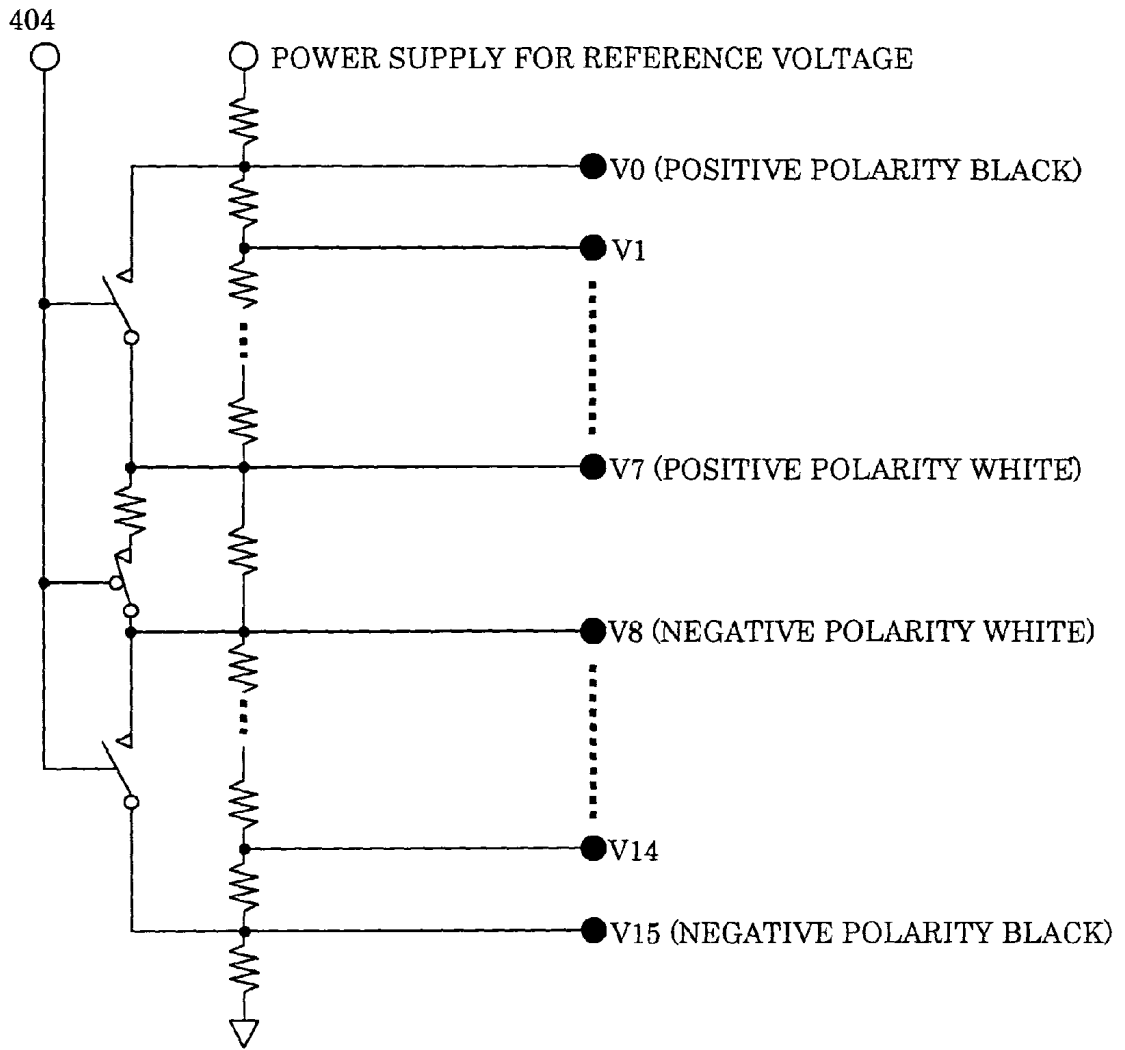 404
POWER SUPPLY FOR REFERENCE VOLTAGE
V0 (POSITIVE POLARITY BLACK)
V1
V7 (POSITIVE POLARITY WHITE)
V8 (NEGATIVE POLARITY WHITE)
V14
V15 (NEGATIVE POLARITY BLACK)